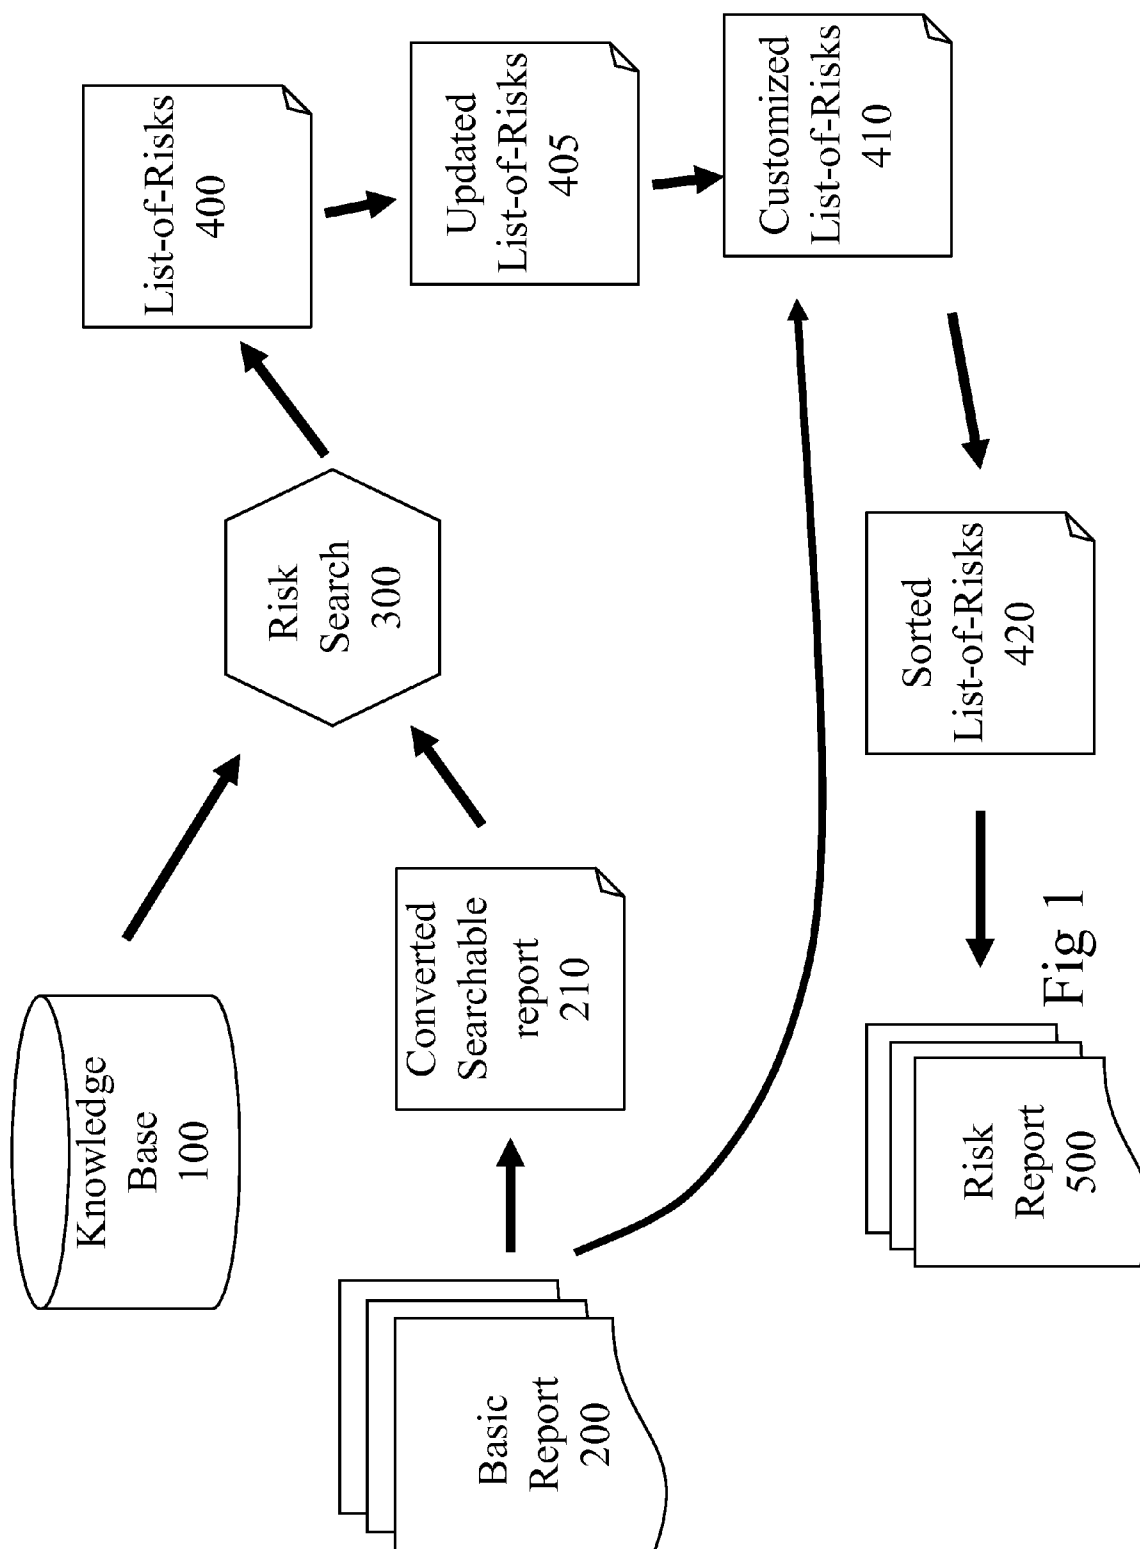 Knowledge
Base
100
Basic
Report
200
Converted
Searchable
report
210
Risk
Search
300
List-of-Risks
400
Updated
List-of-Risks
405
Customized
List-of-Risks
410
Sorted
List-of-Risks
420
Risk
Report
500
Fig 1